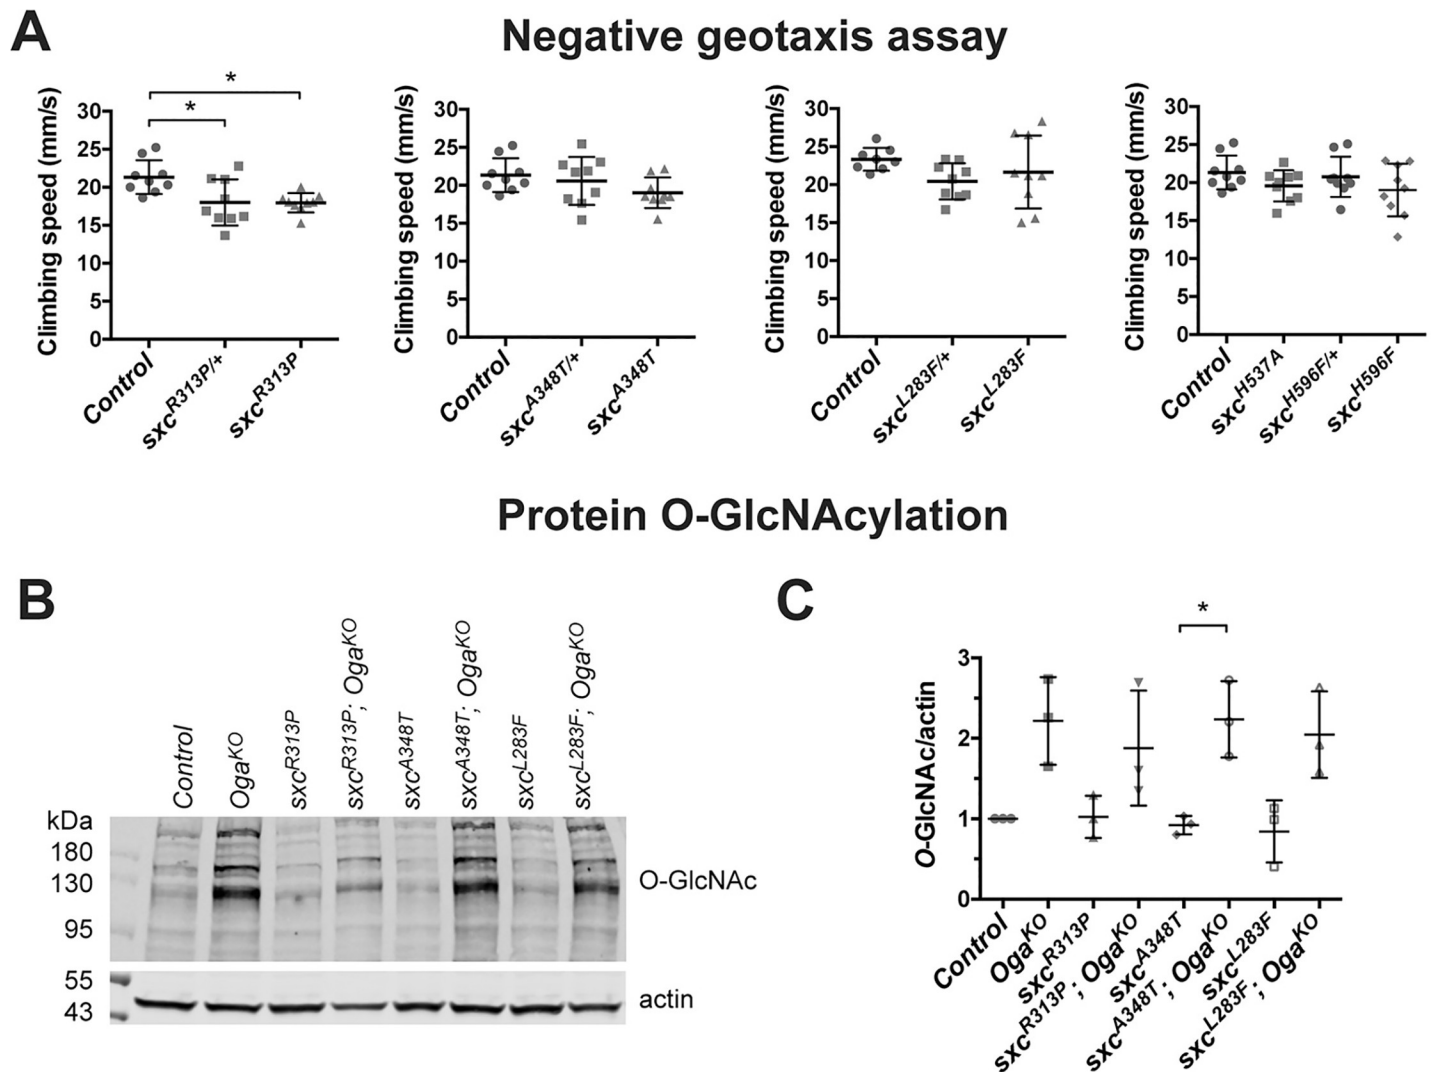 A
Negative geotaxis assay
*
*
Climbing speed (mm/s)
30
25
20
15
10
5
0
Control
sxcR313P/+
sxcR313P
Climbing speed (mm/s)
30
25
20
15
10
5
0
Control
sxcA348T/+
sxcA348T
Climbing speed (mm/s)
30
25
20
15
10
5
0
Control
sxcL283F/+
sxcL283F
Climbing speed (mm/s)
30
25
20
15
10
5
0
Control
sxcH537A
sxcH596F/+
sxcH596F
Protein O-GlcNAcylation
B
Control
OgaKO
sxcR313P
sxcR313P; OgaKO
sxcA348T
sxcA348T; OgaKO
sxcL283F
sxcL283F; OgaKO
kDa
180
130
95
55
43
O-GlcNAc
actin
C
*
O-GlcNAc/actin
3
2
1
0
Control
OgaKO
sxcR313P
sxcR313P; OgaKO
sxcA348T
sxcA348T; OgaKO
sxcL283F
sxcL283F; OgaKO